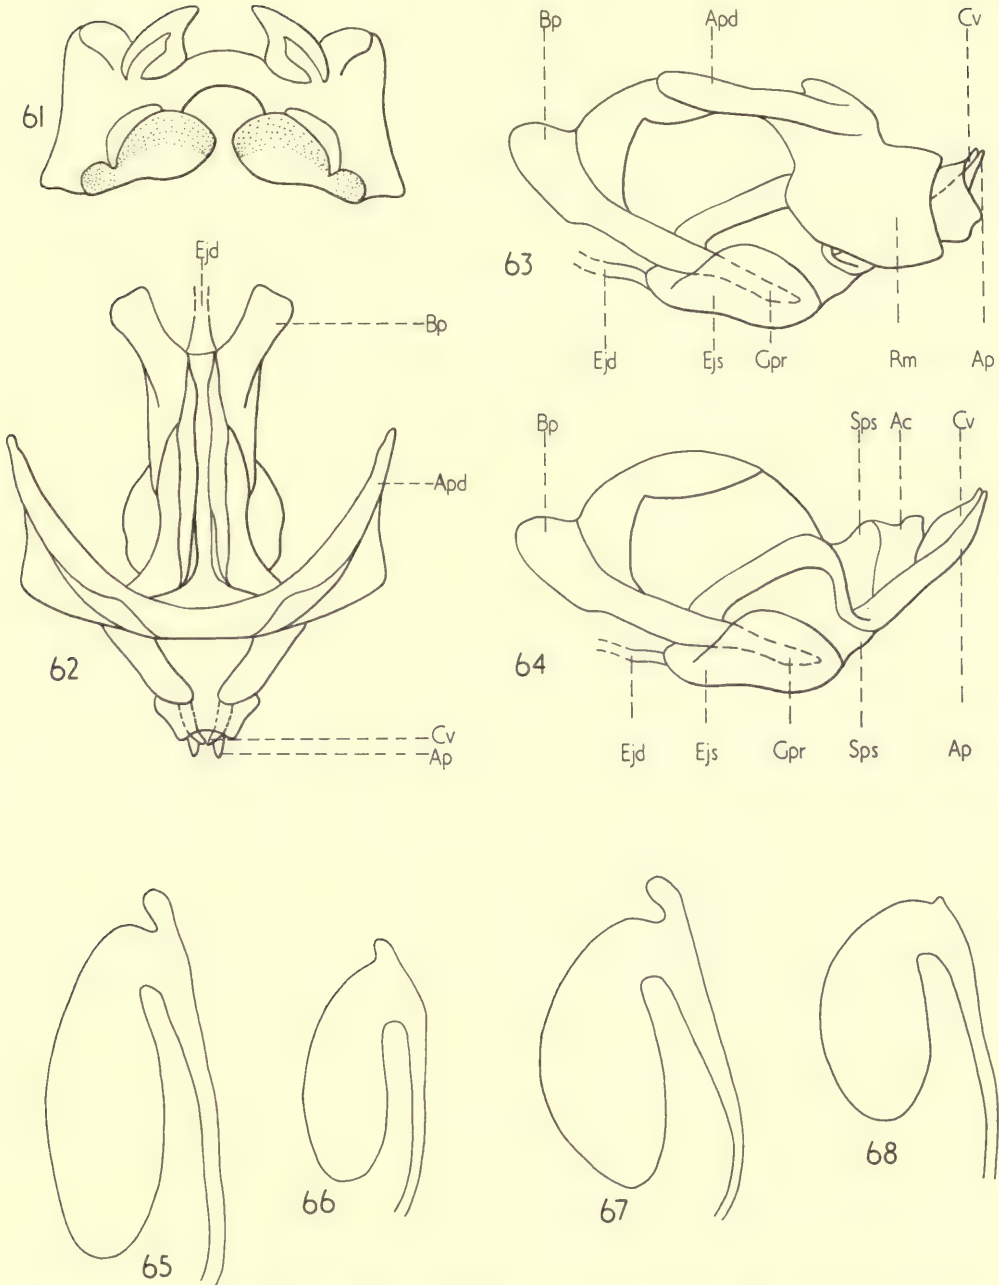 61
Bp Apd Cv
63
Ejd Ejs Gpr Rm Ap
Ejd
Bp
Apd
62
Cv
Ap
Bp Sps Ac Cv
64
Ejd Ejs Gpr Sps Ap
65
66
67
68